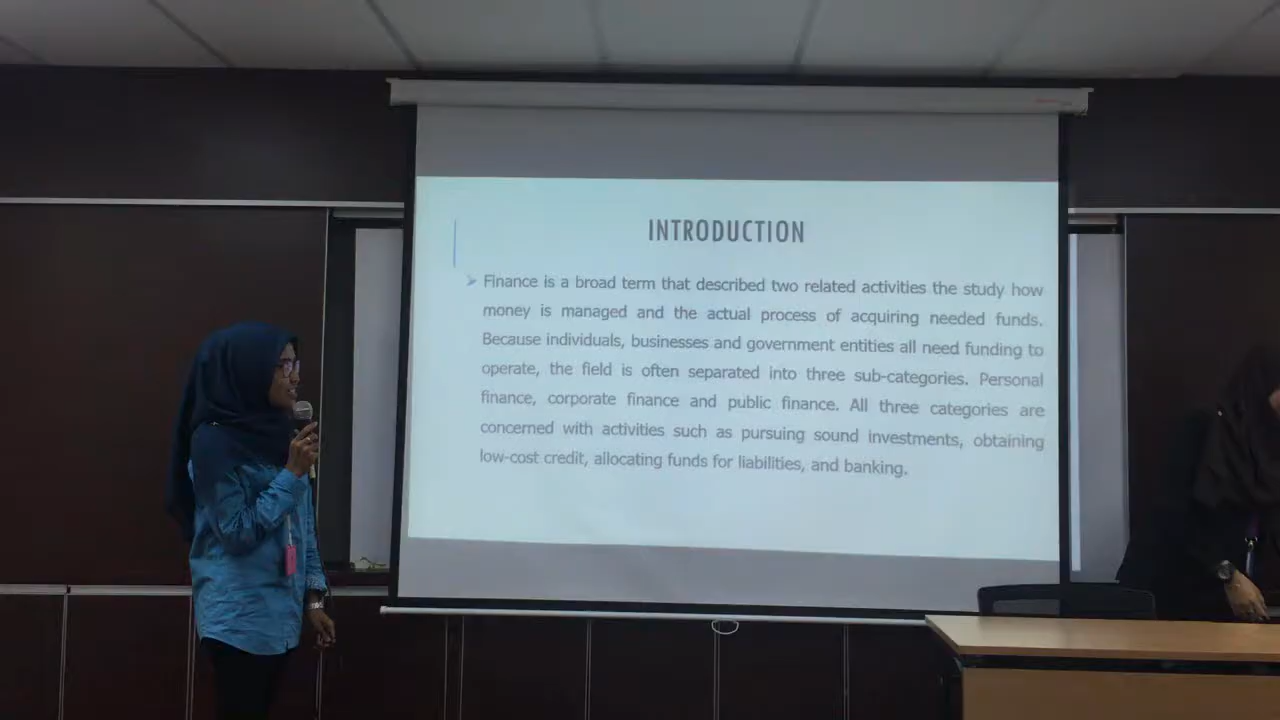 INTRODUCTION
➢ Finance is a broad term that described two related activities the study how
money is managed and the actual process of acquiring needed funds.
Because individuals, businesses and government entities all need funding to
operate, the field is often separated into three sub-categories. Personal
finance, corporate finance and public finance. All three categories are
concerned with activities such as pursuing sound investments, obtaining
low-cost credit, allocating funds for liabilities, and banking.